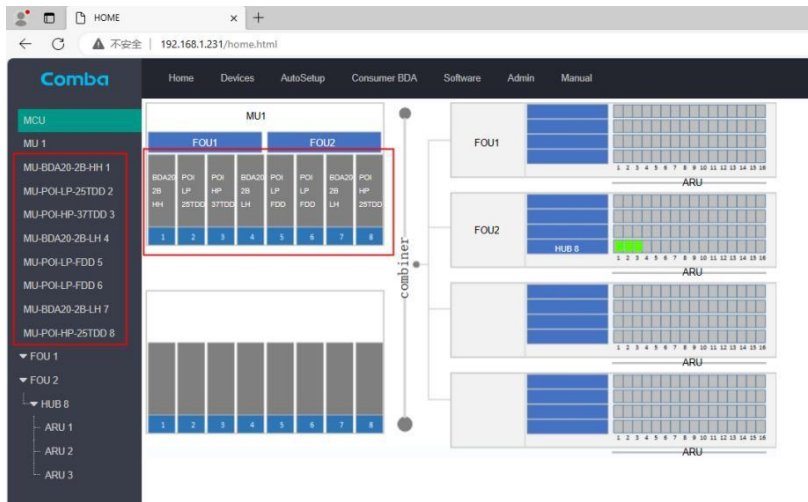 HOME
不安全 192.168.1.231/home.html
Comba Home Devices AutoSetup Consumer BDA Software Admin Manual
MCU
MU 1
MU-BDA20-2B-HH 1
MU-POI-LP-25TDD 2
MU-POI-HP-37TDD 3
MU-BDA20-2B-LH 4
MU-POI-LP-FDD 5
MU-POI-LP-FDD 6
MU-BDA20-2B-LH 7
MU-POI-HP-25TDD 8
FOU 1
FOU 2
HUB 8
ARU 1
ARU 2
ARU 3
MU1
FOU1 FOU2
BDA20 POI POI BDA20 POI POI BDA20 POI
2B LP HP 2B LP LP 2B HP
HH 25TDD 37TDD LH FDD FDD LH 25TDD
1 2 3 4 5 6 7 8
1 2 3 4 5 6 7 8
combiner
FOU1
1 2 3 4 5 6 7 8 9 10 11 12 13 14 15 16
ARU
FOU2
HUB 8
1 2 3 4 5 6 7 8 9 10 11 12 13 14 15 16
ARU
1 2 3 4 5 6 7 8 9 10 11 12 13 14 15 16
ARU
1 2 3 4 5 6 7 8 9 10 11 12 13 14 15 16
ARU